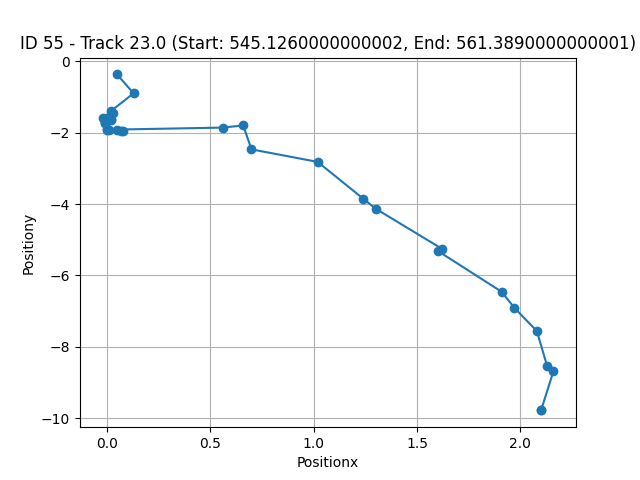 ID 55 - Track 23.0 (Start: 545.1260000000002, End: 561.3890000000001)
0
−2
−4
−6
−8
−10
Positiony
0.0 0.5 1.0 1.5 2.0
Positionx